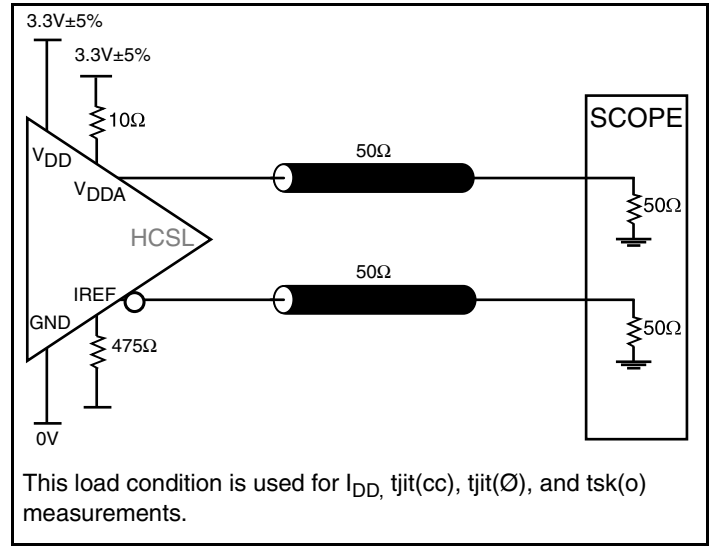 3.3V±5%
3.3V±5%
10Ω
SCOPE
50Ω
VDD
VDDA
50Ω
HCSL
50Ω
IREF
GND
50Ω
475Ω
0V
This load condition is used for IDD, tjit(cc), tjit(Ø), and tsk(o)
measurements.